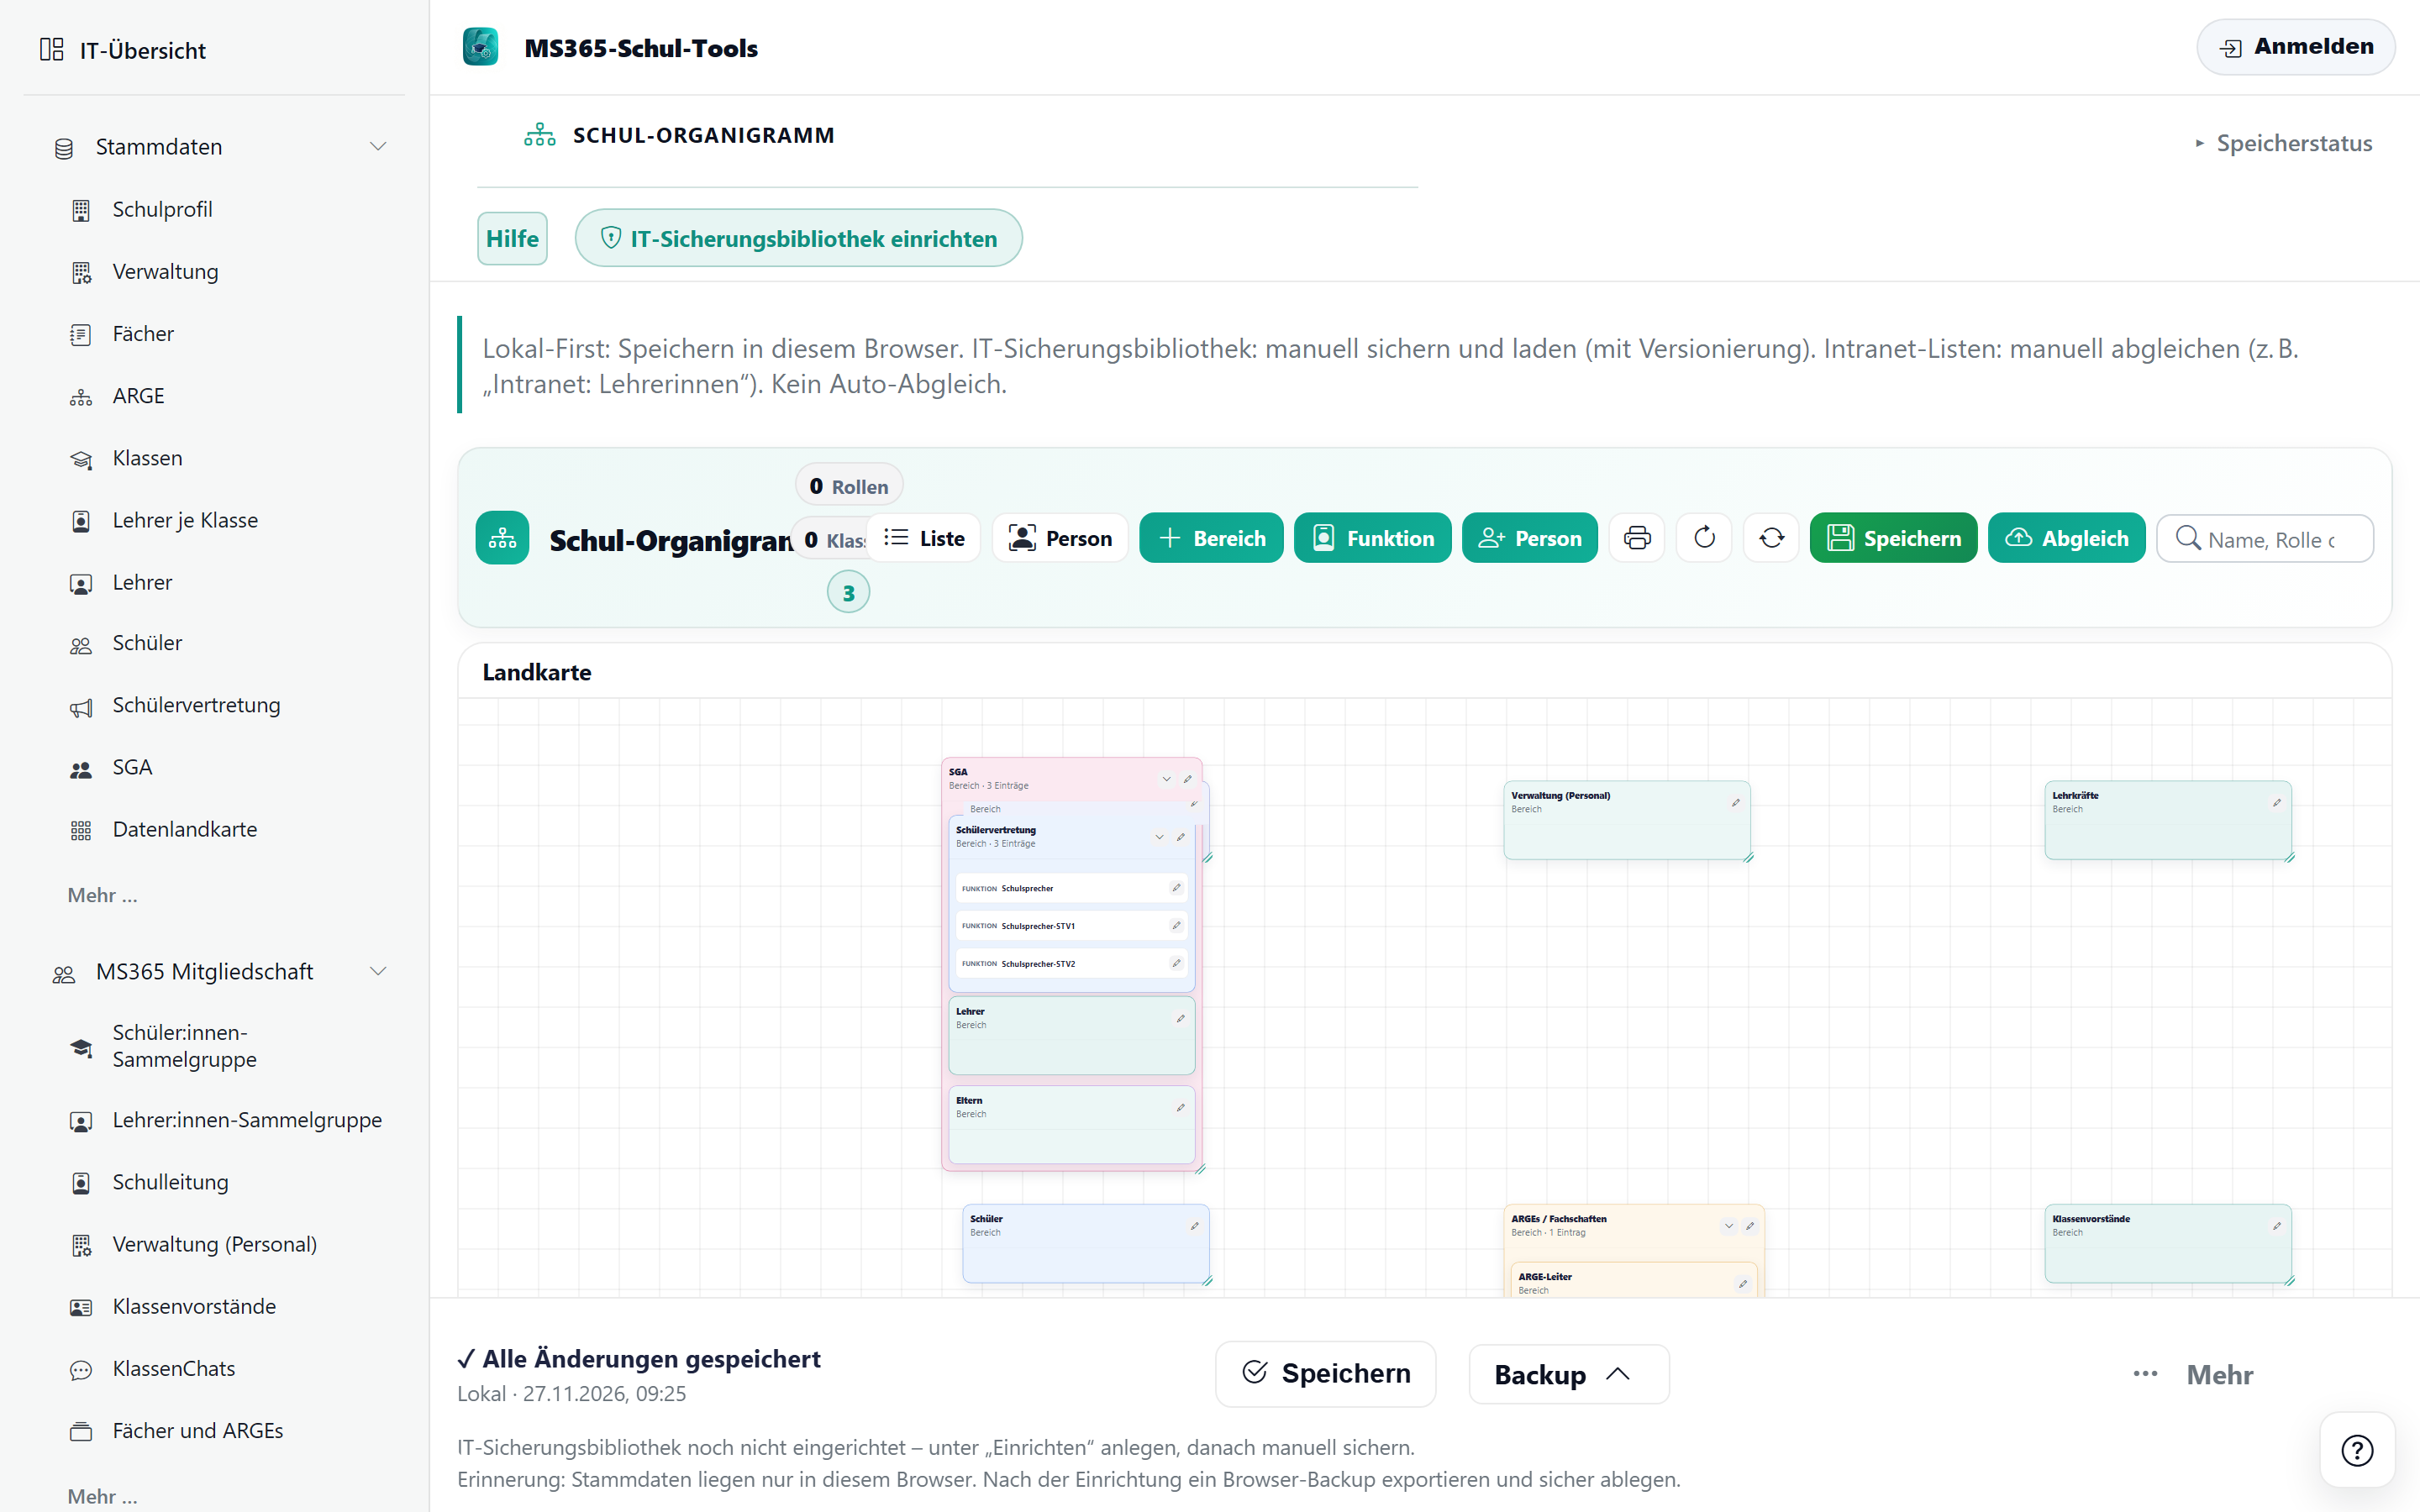 IT-Übersicht
Stammdaten
Schulprofil
Verwaltung
Fächer
ARGE
Klassen
Lehrer je Klasse
Lehrer
Schüler
Schülervertretung
SGA
Datenlandkarte
Mehr ...
MS365 Mitgliedschaft
Schüler:innen-
Sammelgruppe
Lehrer:innen-Sammelgruppe
Schulleitung
Verwaltung (Personal)
Klassenvorstände
KlassenChats
Fächer und ARGEs
Mehr ...
MS365-Schul-Tools
Anmelden
SCHUL-ORGANIGRAMM
Speicherstatus
Hilfe
IT-Sicherungsbibliothek einrichten
Lokal-First: Speichern in diesem Browser. IT-Sicherungsbibliothek: manuell sichern und laden (mit Versionierung). Intranet-Listen: manuell abgleichen (z. B.
„Intranet: Lehrerinnen“). Kein Auto-Abgleich.
Schul-Organigram
0 Rollen
0 Klas
3
Liste
Person
Bereich
Funktion
Person
Speichern
Abgleich
Name, Rolle c
Landkarte
SGA
Bereich · 3 Einträge
Bereich
Schülervertretung
Bereich · 3 Einträge
FUNKTION Schulsprecher
FUNKTION Schulsprecher-STV1
FUNKTION Schulsprecher-STV2
Lehrer
Bereich
Eltern
Bereich
Verwaltung (Personal)
Bereich
Lehrkräfte
Bereich
Schüler
Bereich
ARGEs / Fachschaften
Bereich · 1 Eintrag
ARGE-Leiter
Bereich
Klassenvorstände
Bereich
✓ Alle Änderungen gespeichert
Lokal · 27.11.2026, 09:25
Speichern
Backup
··· Mehr
IT-Sicherungsbibliothek noch nicht eingerichtet – unter „Einrichten“ anlegen, danach manuell sichern.
Erinnerung: Stammdaten liegen nur in diesem Browser. Nach der Einrichtung ein Browser-Backup exportieren und sicher ablegen.